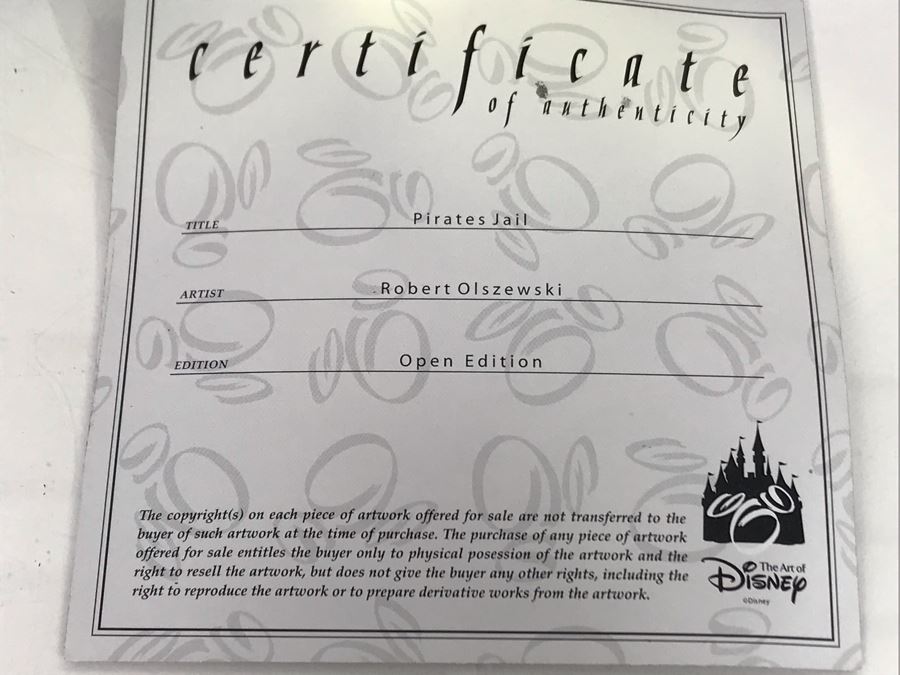 certificate
of authenticity
TITLE Pirates Jail
ARTIST Robert Olszewski
EDITION Open Edition
The copyright(s) on each piece of artwork offered for sale are not transferred to the
buyer of such artwork at the time of purchase. The purchase of any piece of artwork
offered for sale entitles the buyer only to physical posession of the artwork and the
right to resell the artwork, but does not give the buyer any other rights, including the
right to reproduce the artwork or to prepare derivative works from the artwork.
The Art of
DISNEY
©Disney